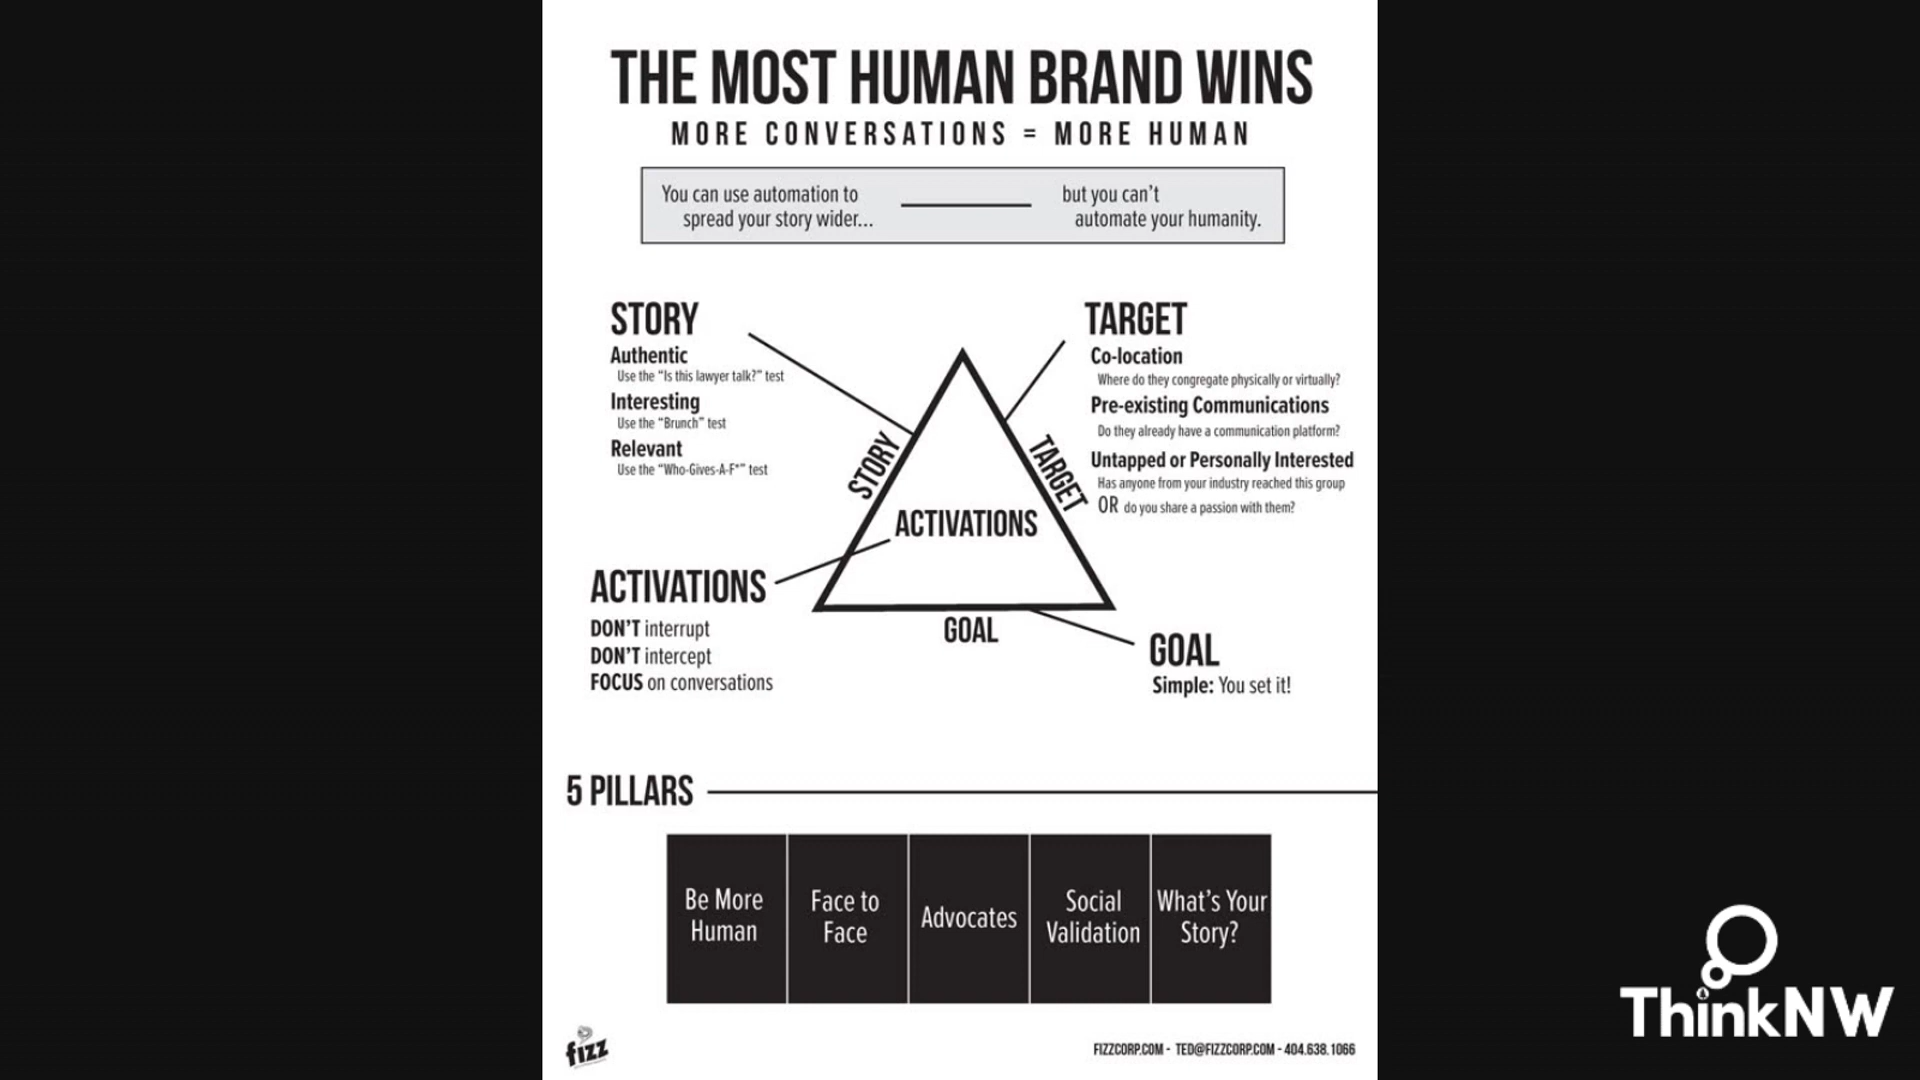 THE MOST HUMAN BRAND WINS
MORE CONVERSATIONS = MORE HUMAN
You can use automation to
spread your story wider...
but you can't
automate your humanity.
STORY
Authentic
Use the "Is this lawyer talk?" test
Interesting
Use the "Brunch" test
Relevant
Use the "Who-Gives-A-F*" test
TARGET
Co-location
Where do they congregate physically or virtually?
Pre-existing Communications
Do they already have a communication platform?
Untapped or Personally Interested
Has anyone from your industry reached this group
OR do you share a passion with them?
STORY
TARGET
ACTIVATIONS
GOAL
ACTIVATIONS
DON'T interrupt
DON'T intercept
FOCUS on conversations
GOAL
Simple: You set it!
5 PILLARS
Be More
Human
Face to
Face
Advocates
Social
Validation
What's Your
Story?
fizz
FIZZCORP.COM - TED@FIZZCORP.COM - 404.638.1066
ThinkNW